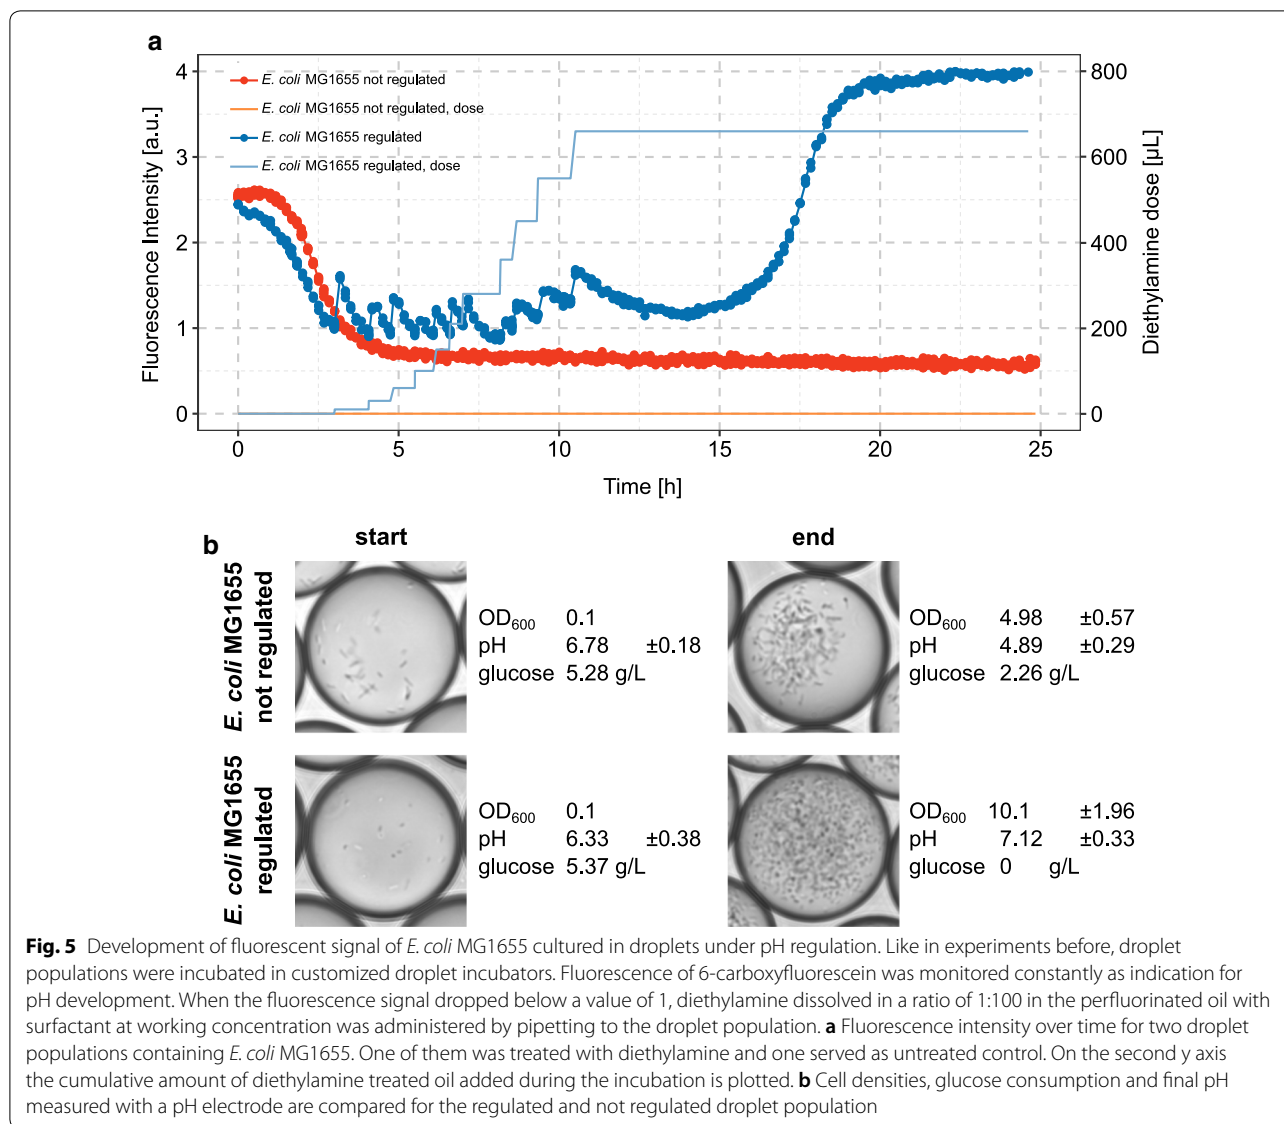 a
E. coli MG1655 not regulated
E. coli MG1655 not regulated, dose
E. coli MG1655 regulated
E. coli MG1655 regulated, dose
Fluorescence Intensity [a.u.]
4
3
2
1
0
800
600
400
200
0
Diethylamine dose [µL]
0 5 10 15 20 25
Time [h]
b
start
end
E. coli MG1655
not regulated
OD600 0.1
pH 6.78 ±0.18
glucose 5.28 g/L
OD600 4.98 ±0.57
pH 4.89 ±0.29
glucose 2.26 g/L
E. coli MG1655
regulated
OD600 0.1
pH 6.33 ±0.38
glucose 5.37 g/L
OD600 10.1 ±1.96
pH 7.12 ±0.33
glucose 0 g/L
Fig. 5 Development of fluorescent signal of E. coli MG1655 cultured in droplets under pH regulation. Like in experiments before, droplet
populations were incubated in customized droplet incubators. Fluorescence of 6-carboxyfluorescein was monitored constantly as indication for
pH development. When the fluorescence signal dropped below a value of 1, diethylamine dissolved in a ratio of 1:100 in the perfluorinated oil with
surfactant at working concentration was administered by pipetting to the droplet population. a Fluorescence intensity over time for two droplet
populations containing E. coli MG1655. One of them was treated with diethylamine and one served as untreated control. On the second y axis
the cumulative amount of diethylamine treated oil added during the incubation is plotted. b Cell densities, glucose consumption and final pH
measured with a pH electrode are compared for the regulated and not regulated droplet population